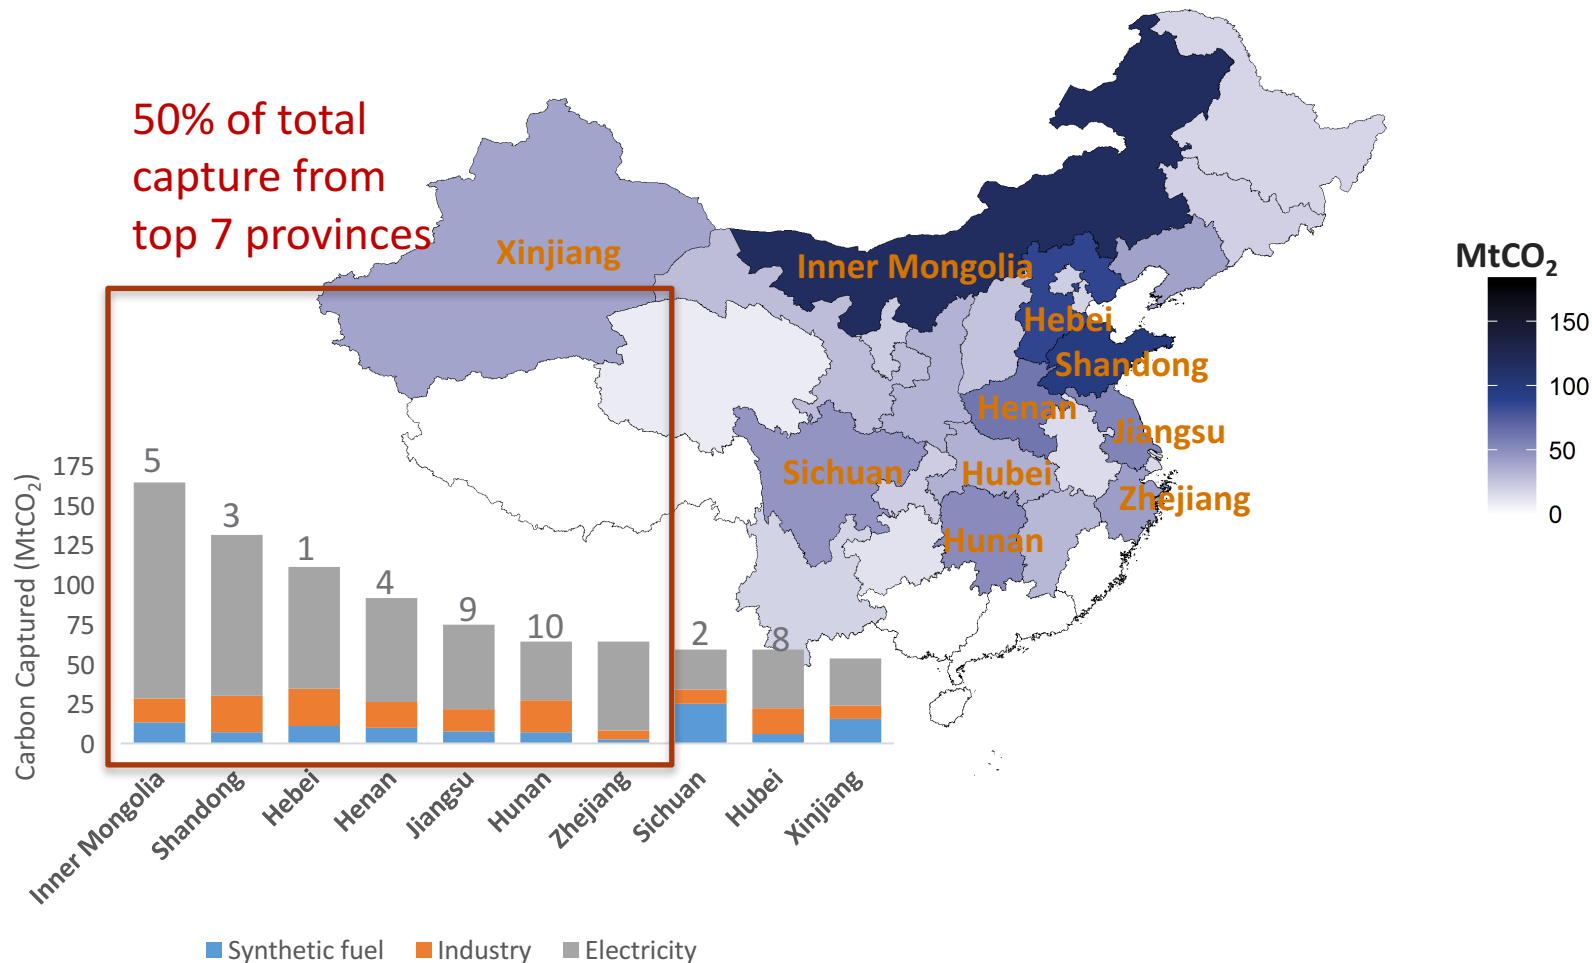 50% of total
capture from
top 7 provinces
Xinjiang
Inner Mongolia
Hebei
Shandong
Henan
Jiangsu
Sichuan
Hubei
Zhejiang
Hunan
MtCO₂
150
100
50
0
Carbon Captured (MtCO₂)
175
150
125
100
75
50
25
0
5
3
1
4
9
10
2
8
Inner Mongolia
Shandong
Hebei
Henan
Jiangsu
Hunan
Zhejiang
Sichuan
Hubei
Xinjiang
Synthetic fuel
Industry
Electricity